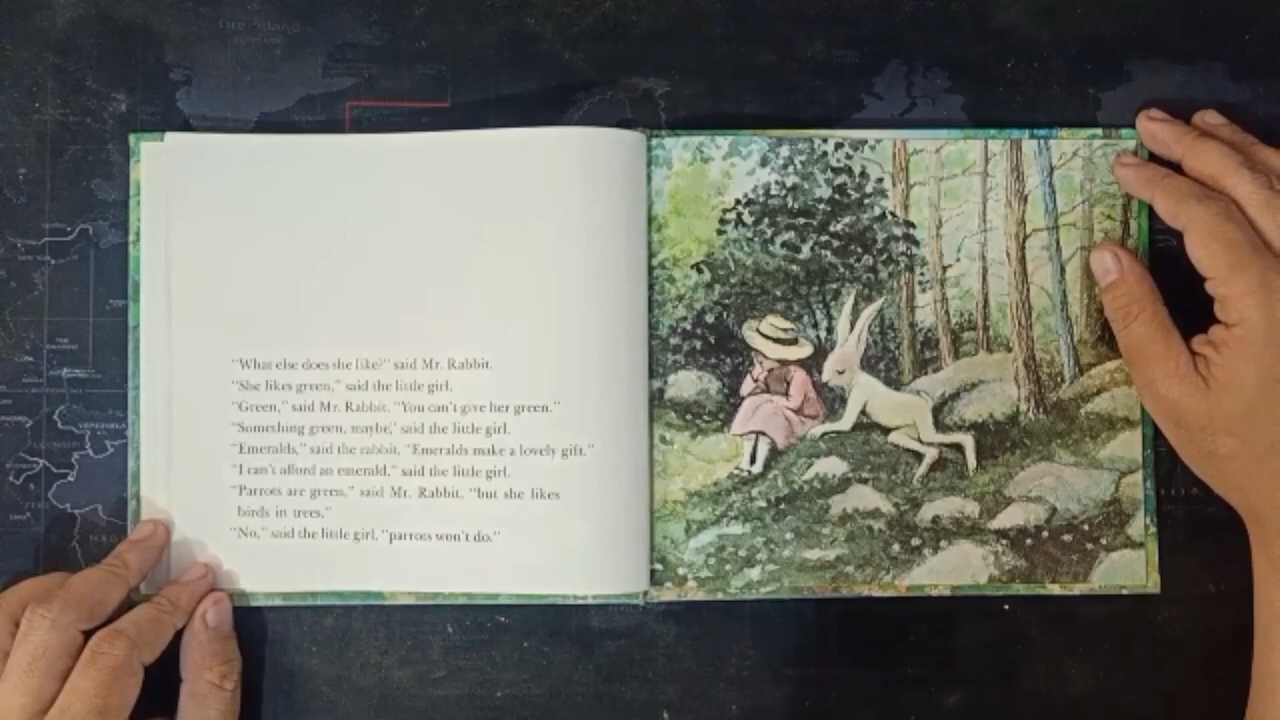 "What else does she like?" said Mr. Rabbit.
"She likes green," said the little girl.
"Green," said Mr. Rabbit. "You can't give her green."
"Something green, maybe," said the little girl.
"Emeralds," said the rabbit. "Emeralds make a lovely gift."
"I can't afford an emerald," said the little girl.
"Parrots are green," said Mr. Rabbit, "but she likes
birds in trees."
"No," said the little girl, "parrots won't do."